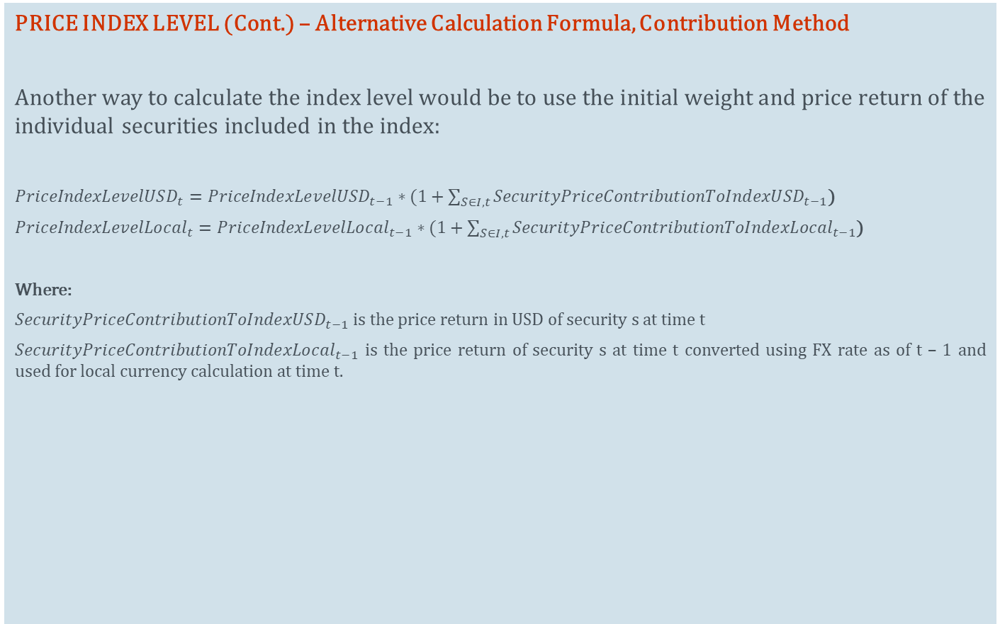 PRICE INDEX LEVEL (Cont.) – Alternative Calculation Formula, Contribution Method
Another way to calculate the index level would be to use the initial weight and price return of the
individual securities included in the index:
PriceIndexLevelUSD_t = PriceIndexLevelUSD_{t−1} ∗ (1 + ∑_{S∈I,t} SecurityPriceContributionToIndexUSD_{t−1})
PriceIndexLevelLocal_t = PriceIndexLevelLocal_{t−1} ∗ (1 + ∑_{S∈I,t} SecurityPriceContributionToIndexLocal_{t−1})
Where:
SecurityPriceContributionToIndexUSD_{t−1} is the price return in USD of security s at time t
SecurityPriceContributionToIndexLocal_{t−1} is the price return of security s at time t converted using FX rate as of t – 1 and
used for local currency calculation at time t.